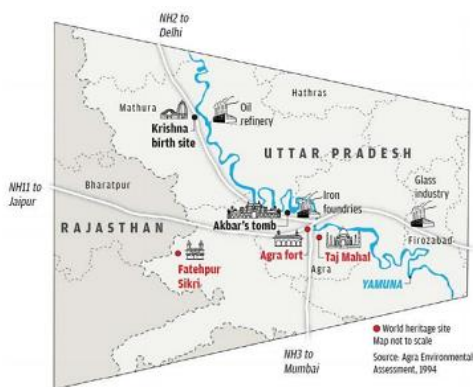 NH2 to
Delhi
Hathras
Mathura
Oil
refinery
Krishna
birth site
UTTAR PRADESH
NH11 to
Jaipur
Bharatpur
Iron
foundries
Glass
industry
RAJASTHAN
Akbar's tomb
Firozabad
Agra fort
Taj Mahal
Fatehpur
Sikri
Agra
YAMUNA
World heritage site
Map not to scale
NH3 to
Mumbai
Source: Agra Environmental
Assessment, 1994